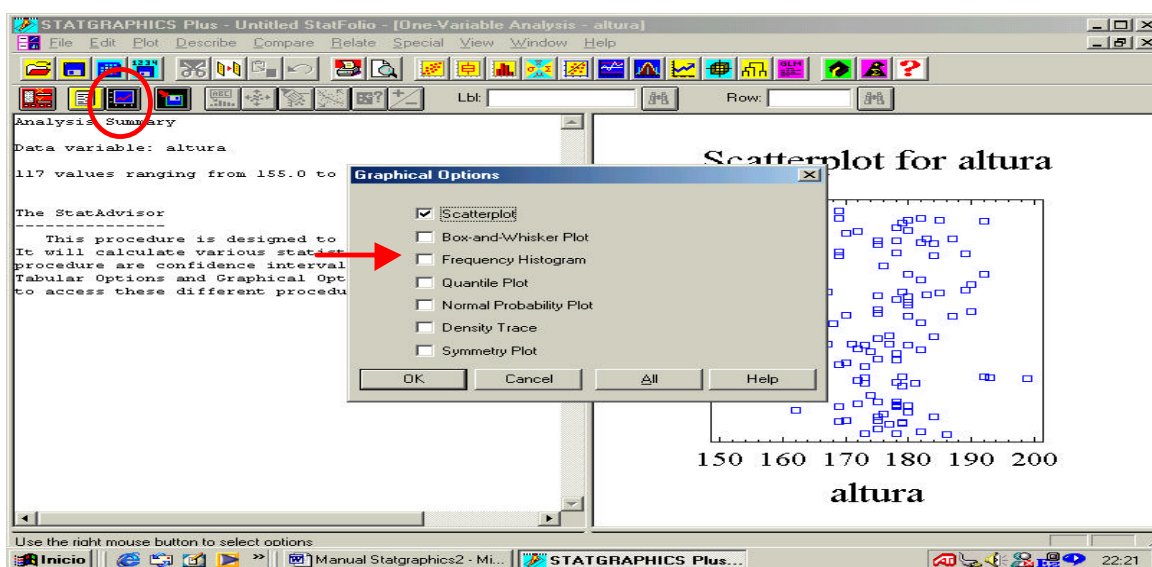 STATGRAPHICS Plus - Untitled StatFolio - [One-Variable Analysis - altura]
File Edit Plot Describe Compare Relate Special View Window Help
Lbl: Row:
Analysis Summary
Data variable: altura
117 values ranging from 155.0 to
The StatAdvisor
---------------
This procedure is designed to
It will calculate various statist
procedure are confidence interval
Tabular Options and Graphical Opt
to access these different procedu
Graphical Options
Scatterplot
Box-and-Whisker Plot
Frequency Histogram
Quantile Plot
Normal Probability Plot
Density Trace
Symmetry Plot
OK Cancel All Help
Scatterplot for altura
150 160 170 180 190 200
altura
Use the right mouse button to select options
Inicio » Manual Statgraphics2 - Mi... STATGRAPHICS Plus... 22:21